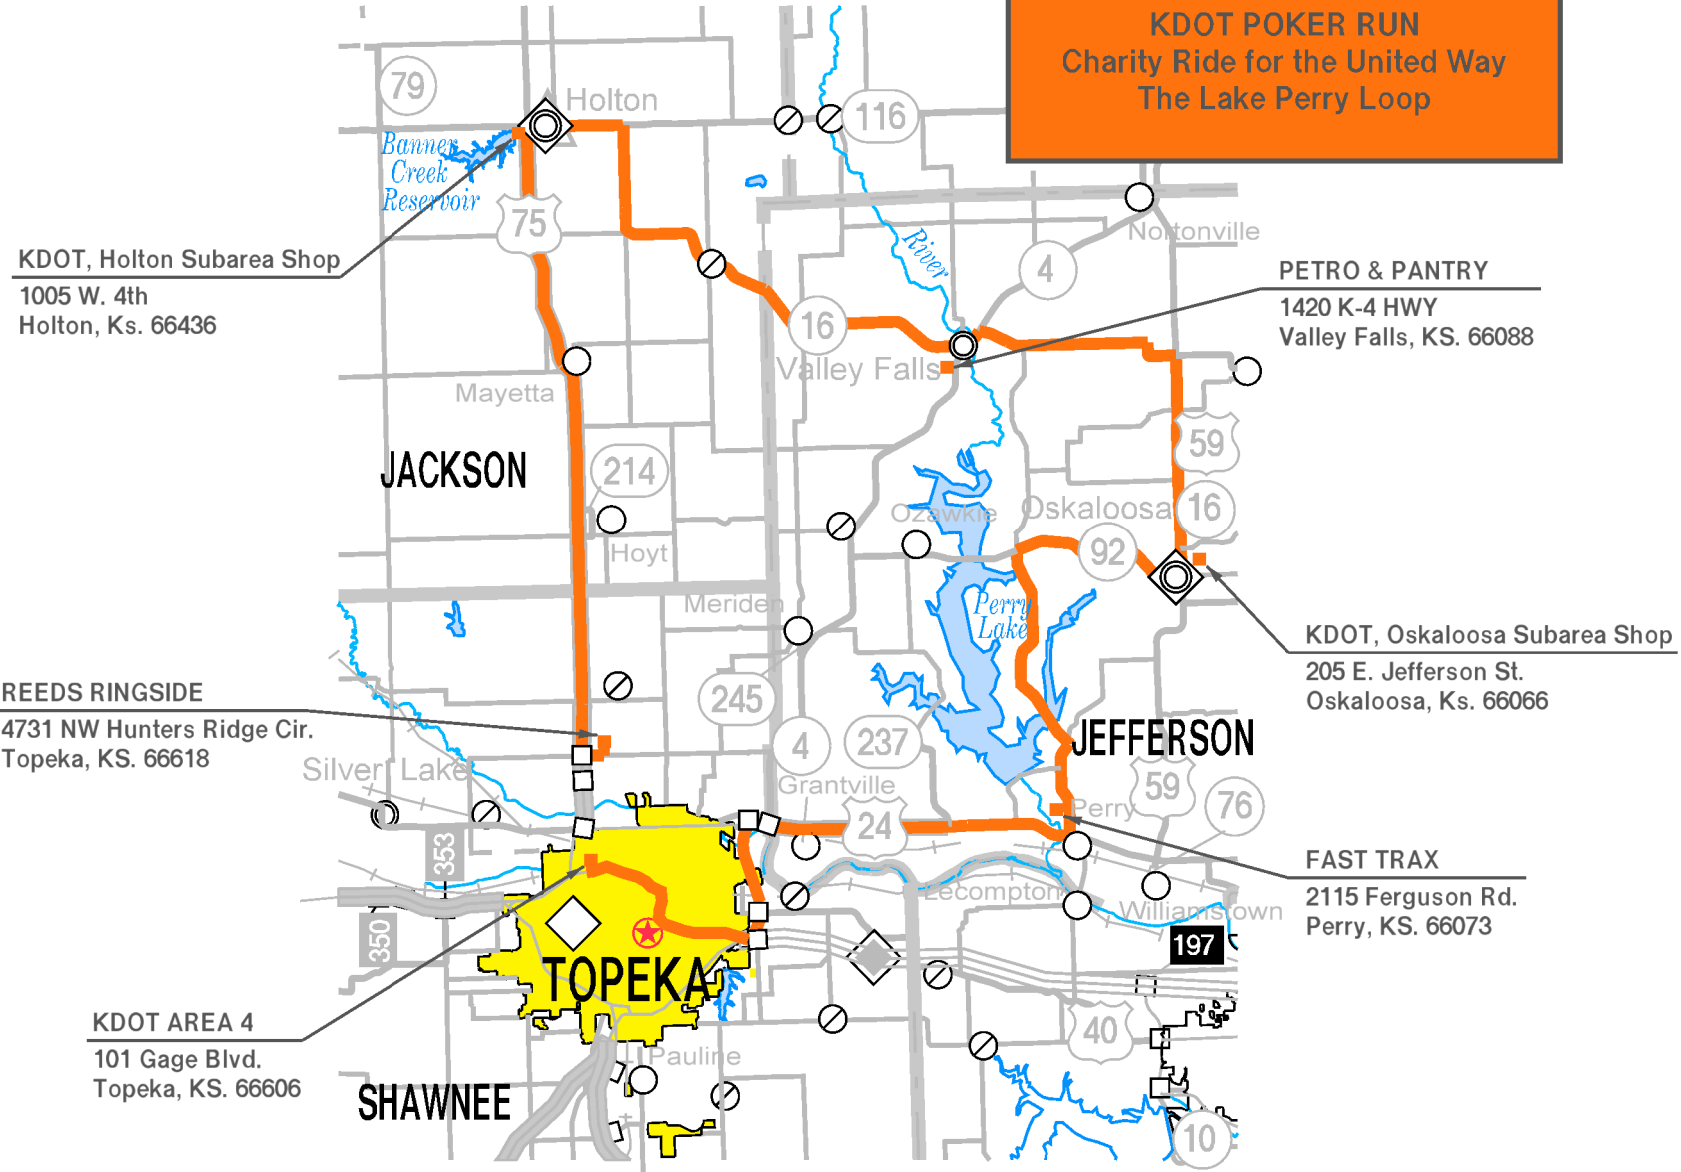 KDOT POKER RUN
Charity Ride for the United Way
The Lake Perry Loop
79
Holton
116
Banner
Creek
Reservoir
75
River
Nortonville
4
KDOT, Holton Subarea Shop
1005 W. 4th
Holton, Ks. 66436
PETRO & PANTRY
1420 K-4 HWY
Valley Falls, KS. 66088
16
Valley Falls
Mayetta
59
JACKSON
214
Ozawkie
Oskaloosa
16
Hoyt
92
Meriden
Perry
Lake
KDOT, Oskaloosa Subarea Shop
205 E. Jefferson St.
Oskaloosa, Ks. 66066
REEDS RINGSIDE
4731 NW Hunters Ridge Cir.
Topeka, KS. 66618
245
4
237
JEFFERSON
Silver Lake
Grantville
59
76
Perry
24
353
FAST TRAX
2115 Ferguson Rd.
Perry, KS. 66073
Lecompton
Williamstown
350
197
TOPEKA
KDOT AREA 4
101 Gage Blvd.
Topeka, KS. 66606
40
Pauline
SHAWNEE
10